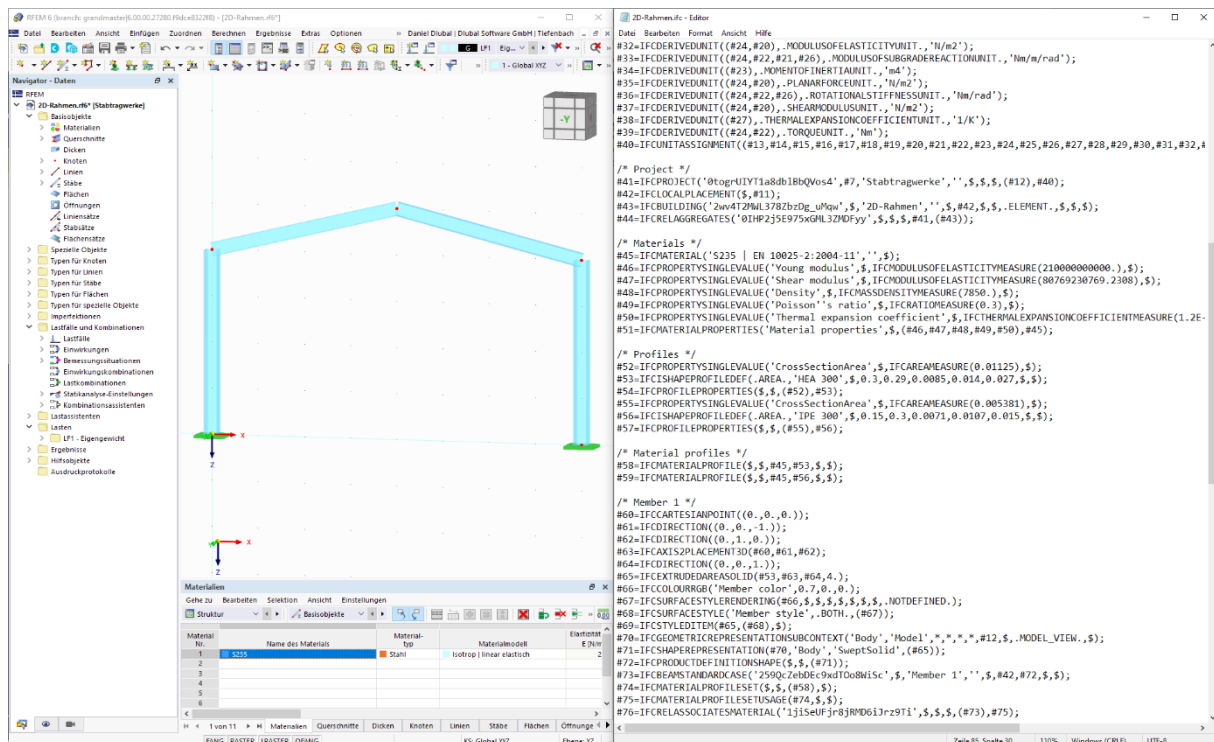 RFEM 6 (branch: grandmaster|6.00.00.27280.f9dce8322f8) - [2D-Rahmen.rf6*]
Datei Bearbeiten Ansicht Einfügen Zuordnen Berechnen Ergebnisse Extras Optionen » Daniel Dlubal | Dlubal Software GmbH | Tiefenbach
G LF1 Eig...
1 - Global XYZ
Navigator - Daten
RFEM
2D-Rahmen.rf6* [Stabtragwerke]
Basisobjekte
Materialien
Querschnitte
Dicken
Knoten
Linien
Stäbe
Flächen
Öffnungen
Liniensätze
Stabsätze
Flächensätze
Spezielle Objekte
Typen für Knoten
Typen für Linien
Typen für Stäbe
Typen für Flächen
Typen für spezielle Objekte
Imperfektionen
Lastfälle und Kombinationen
Lastfälle
Einwirkungen
Bemessungssituationen
Einwirkungskombinationen
Lastkombinationen
Statikanalyse-Einstellungen
Kombinationsassistenten
Lastassistenten
Lasten
LF1 - Eigengewicht
Ergebnisse
Hilfsobjekte
Ausdruckprotokolle
-Y
X
Z
X
Z
Materialien
Gehe zu Bearbeiten Selektion Ansicht Einstellungen
Struktur Basisobjekte
Material Nr. Name des Materials Material-typ Materialmodell Elastizität E [N/m
1 S235 Stahl Isotrop | linear elastisch 2
2
3
4
5
6
1 von 11 Materialien Querschnitte Dicken Knoten Linien Stäbe Flächen Öffnunge
FANG RASTER LRASTER OFANG KS: Global XYZ Ebene: XZ
2D-Rahmen.ifc - Editor
Datei Bearbeiten Format Ansicht Hilfe
#32=IFCDERIVEDUNIT((#24,#20),.MODULUSOFELASTICITYUNIT.,'N/m2');
#33=IFCDERIVEDUNIT((#24,#22,#21,#26),.MODULUSOFSUBGRADEREACTIONUNIT.,'Nm/m/rad');
#34=IFCDERIVEDUNIT((#23),.MOMENTOFINERTIAUNIT.,'m4');
#35=IFCDERIVEDUNIT((#24,#20),.PLANARFORCEUNIT.,'N/m2');
#36=IFCDERIVEDUNIT((#24,#22,#26),.ROTATIONALSTIFFNESSUNIT.,'Nm/rad');
#37=IFCDERIVEDUNIT((#24,#20),.SHEARMODULUSUNIT.,'N/m2');
#38=IFCDERIVEDUNIT((#27),.THERMALEXPANSIONCOEFFICIENTUNIT.,'1/K');
#39=IFCDERIVEDUNIT((#24,#22),.TORQUEUNIT.,'Nm');
#40=IFCUNITASSIGNMENT((#13,#14,#15,#16,#17,#18,#19,#20,#21,#22,#23,#24,#25,#26,#27,#28,#29,#30,#31,#32,#
/* Project */
#41=IFCPROJECT('0togrUIYT1a8dblBbQVos4',#7,'Stabtragwerke','',$,$,$,(#12),#40);
#42=IFCLOCALPLACEMENT($,#11);
#43=IFCBUILDING('2wv4T2MWL378ZbzDg_uMqw',$,'2D-Rahmen','',$,#42,$,$,.ELEMENT.,$,$,$);
#44=IFCRELAGGREGATES('0IHP2j5E975xGML3ZMDFyy',$,$,$,#41,(#43));
/* Materials */
#45=IFCMATERIAL('S235 | EN 10025-2:2004-11','',$);
#46=IFCPROPERTYSINGLEVALUE('Young modulus',$,IFCMODULUSOFELASTICITYMEASURE(210000000000.),$);
#47=IFCPROPERTYSINGLEVALUE('Shear modulus',$,IFCMODULUSOFELASTICITYMEASURE(80769230769.2308),$);
#48=IFCPROPERTYSINGLEVALUE('Density',$,IFCMASSDENSITYMEASURE(7850.),$);
#49=IFCPROPERTYSINGLEVALUE('Poisson''s ratio',$,IFCRATIOMEASURE(0.3),$);
#50=IFCPROPERTYSINGLEVALUE('Thermal expansion coefficient',$,IFCTHERMALEXPANSIONCOEFFICIENTMEASURE(1.2E-
#51=IFCMATERIALPROPERTIES('Material properties',$,(#46,#47,#48,#49,#50),#45);
/* Profiles */
#52=IFCPROPERTYSINGLEVALUE('CrossSectionArea',$,IFCAREAMEASURE(0.01125),$);
#53=IFCISHAPEPROFILEDEF(.AREA.,'HEA 300',$,0.3,0.29,0.0085,0.014,0.027,$,$);
#54=IFCPROFILEPROPERTIES($,$,(#52),#53);
#55=IFCPROPERTYSINGLEVALUE('CrossSectionArea',$,IFCAREAMEASURE(0.005381),$);
#56=IFCISHAPEPROFILEDEF(.AREA.,'IPE 300',$,0.15,0.3,0.0071,0.0107,0.015,$,$);
#57=IFCPROFILEPROPERTIES($,$,(#55),#56);
/* Material profiles */
#58=IFCMATERIALPROFILE($,$,#45,#53,$,$);
#59=IFCMATERIALPROFILE($,$,#45,#56,$,$);
/* Member 1 */
#60=IFCCARTESIANPOINT((0.,0.,0.));
#61=IFCDIRECTION((0.,0.,-1.));
#62=IFCDIRECTION((0.,1.,0.));
#63=IFCAXIS2PLACEMENT3D(#60,#61,#62);
#64=IFCDIRECTION((0.,0.,1.));
#65=IFCEXTRUDEDAREASOLID(#53,#63,#64,4.);
#66=IFCCOLOURRGB('Member color',0.7,0.,0.);
#67=IFCSURFACESTYLERENDERING(#66,$,$,$,$,$,$,$,.NOTDEFINED.);
#68=IFCSURFACESTYLE('Member style',.BOTH.,(#67));
#69=IFCSTYLEDITEM(#65,(#68),$);
#70=IFCGEOMETRICREPRESENTATIONSUBCONTEXT('Body','Model',*,*,*,*,#12,$,.MODEL_VIEW.,$);
#71=IFCSHAPEREPRESENTATION(#70,'Body','SweptSolid',(#65));
#72=IFCPRODUCTDEFINITIONSHAPE($,$,(#71));
#73=IFCBEAMSTANDARDCASE('259QcZebDEc9xdTOo8WiSc',$,'Member 1','',$,#42,#72,$,$);
#74=IFCMATERIALPROFILESET($,$,(#58),$);
#75=IFCMATERIALPROFILESETUSAGE(#74,$,$);
#76=IFCRELASSOCIATESMATERIAL('1jiSeUFjr8jRMD6iJrz9Ti',$,$,$,(#73),#75);
Zeile 85, Spalte 30 110% Windows (CRLF) UTF-8